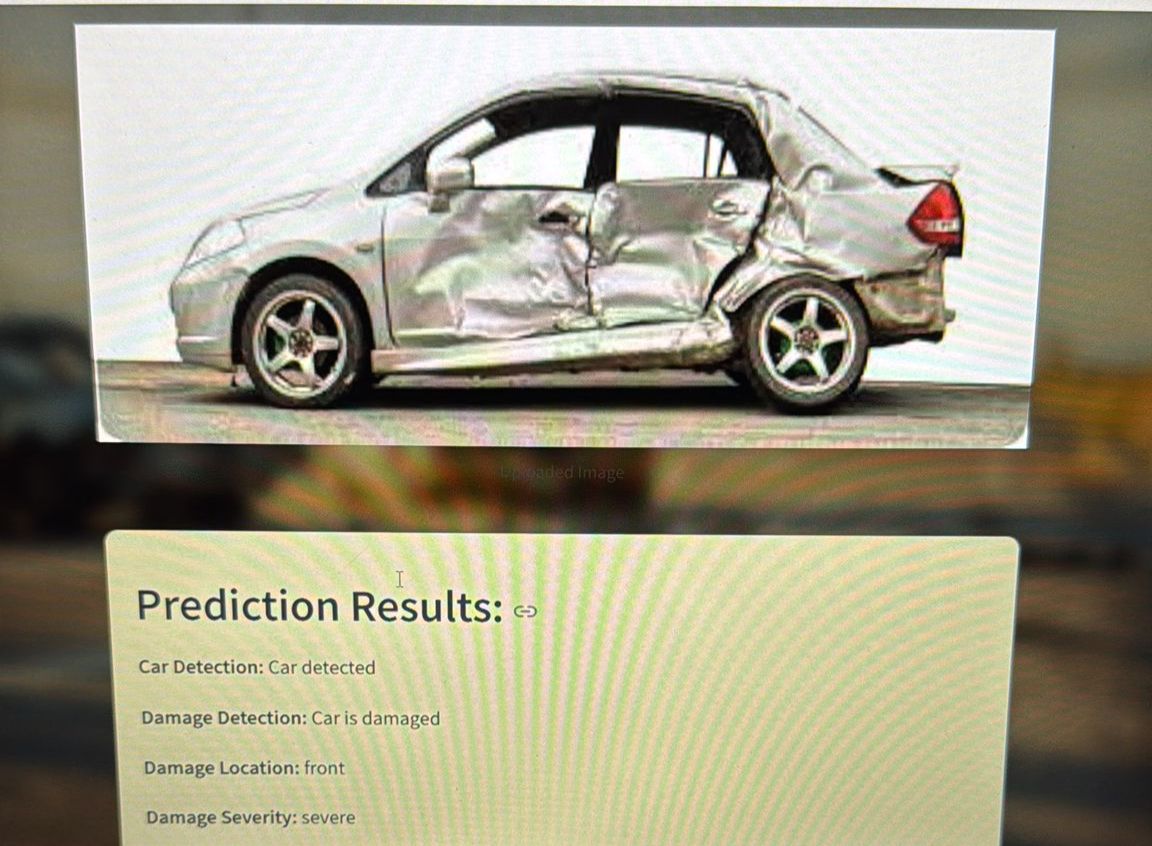 Uploaded Image
Prediction Results:
Car Detection: Car detected
Damage Detection: Car is damaged
Damage Location: front
Damage Severity: severe